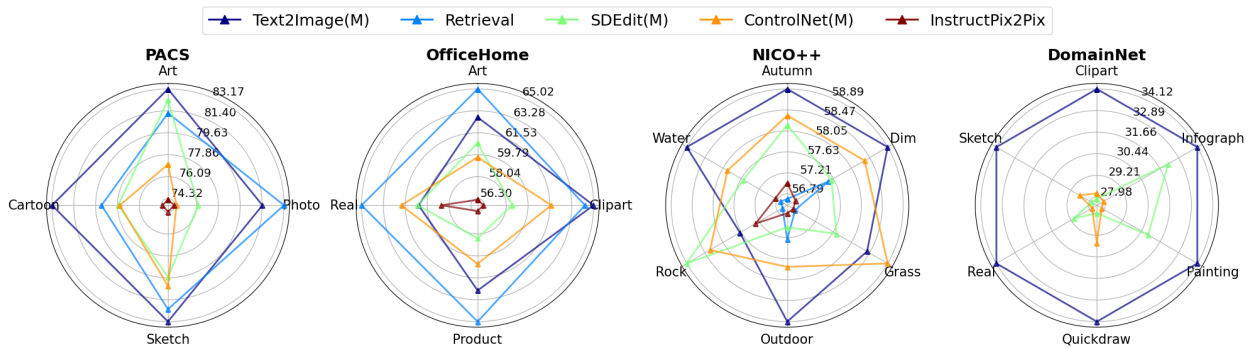 Text2Image(M) Retrieval SDEdit(M) ControlNet(M) InstructPix2Pix
PACS
Art
83.17
81.40
79.63
77.86
76.09
74.32
Cartoon
Photo
Sketch
OfficeHome
Art
65.02
63.28
61.53
59.79
58.04
56.30
Real
Clipart
Product
NICO++
Autumn
58.89
58.47
58.05
57.63
57.21
56.79
Water
Dim
Rock
Grass
Outdoor
DomainNet
Clipart
34.12
32.89
31.66
30.44
29.21
27.98
Sketch
Infograph
Real
Painting
Quickdraw